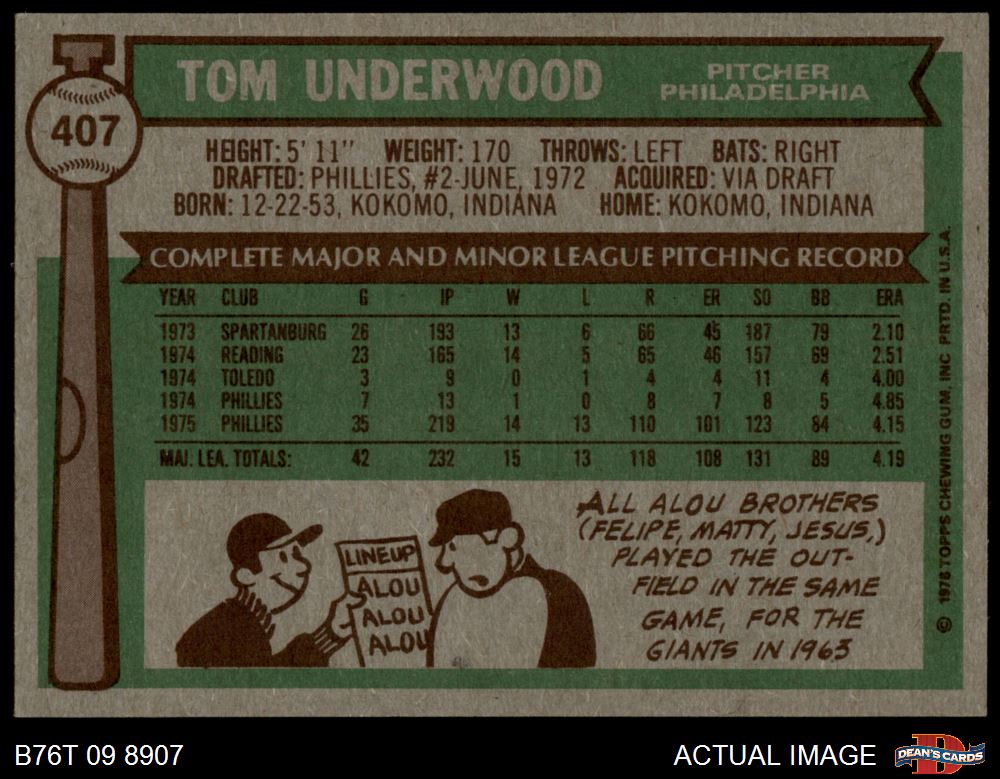 TOM UNDERWOOD
PITCHER
PHILADELPHIA
407
HEIGHT: 5' 11" WEIGHT: 170 THROWS: LEFT BATS: RIGHT
DRAFTED: PHILLIES, #2-JUNE, 1972 ACQUIRED: VIA DRAFT
BORN: 12-22-53, KOKOMO, INDIANA HOME: KOKOMO, INDIANA
COMPLETE MAJOR AND MINOR LEAGUE PITCHING RECORD
YEAR CLUB G IP W L R ER SO BB ERA
1973 SPARTANBURG 26 193 13 6 66 45 187 79 2.10
1974 READING 23 165 14 5 65 46 157 69 2.51
1974 TOLEDO 3 9 0 1 4 4 11 4 4.00
1974 PHILLIES 7 13 1 0 8 7 8 5 4.85
1975 PHILLIES 35 219 14 13 110 101 123 84 4.15
MAJ. LEA. TOTALS: 42 232 15 13 118 108 131 89 4.19
LINEUP
ALOU
ALOU
ALOU
ALL ALOU BROTHERS
(FELIPE, MATTY, JESUS,)
PLAYED THE OUT-
FIELD IN THE SAME
GAME, FOR THE
GIANTS IN 1963
© 1976 TOPPS CHEWING GUM, INC. PRTD. IN U.S.A.
B76T 09 8907
ACTUAL IMAGE
DEAN'S CARDS